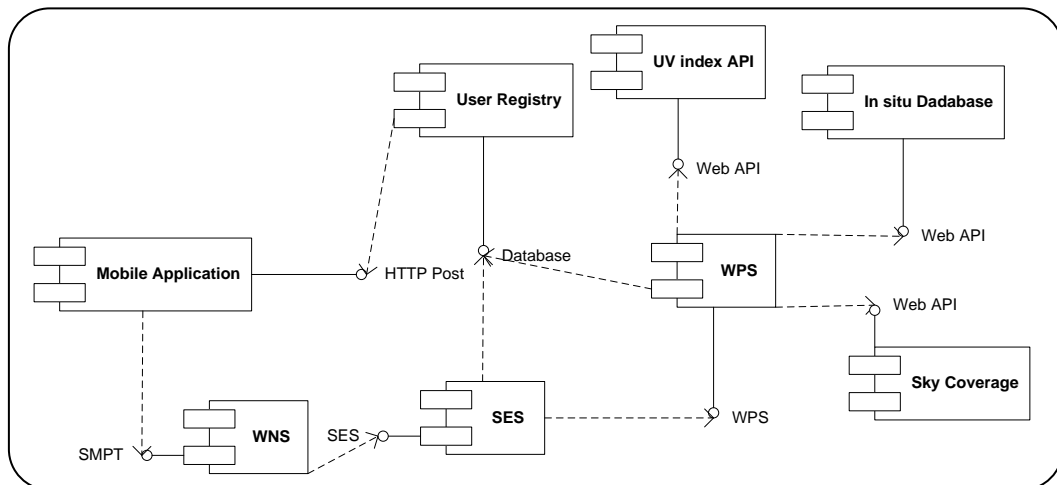 UV index API
User Registry
In situ Dadabase
Web API
Web API
Database
WPS
Mobile Application
HTTP Post
Web API
Sky Coverage
SES
WPS
SES
WNS
SMPT